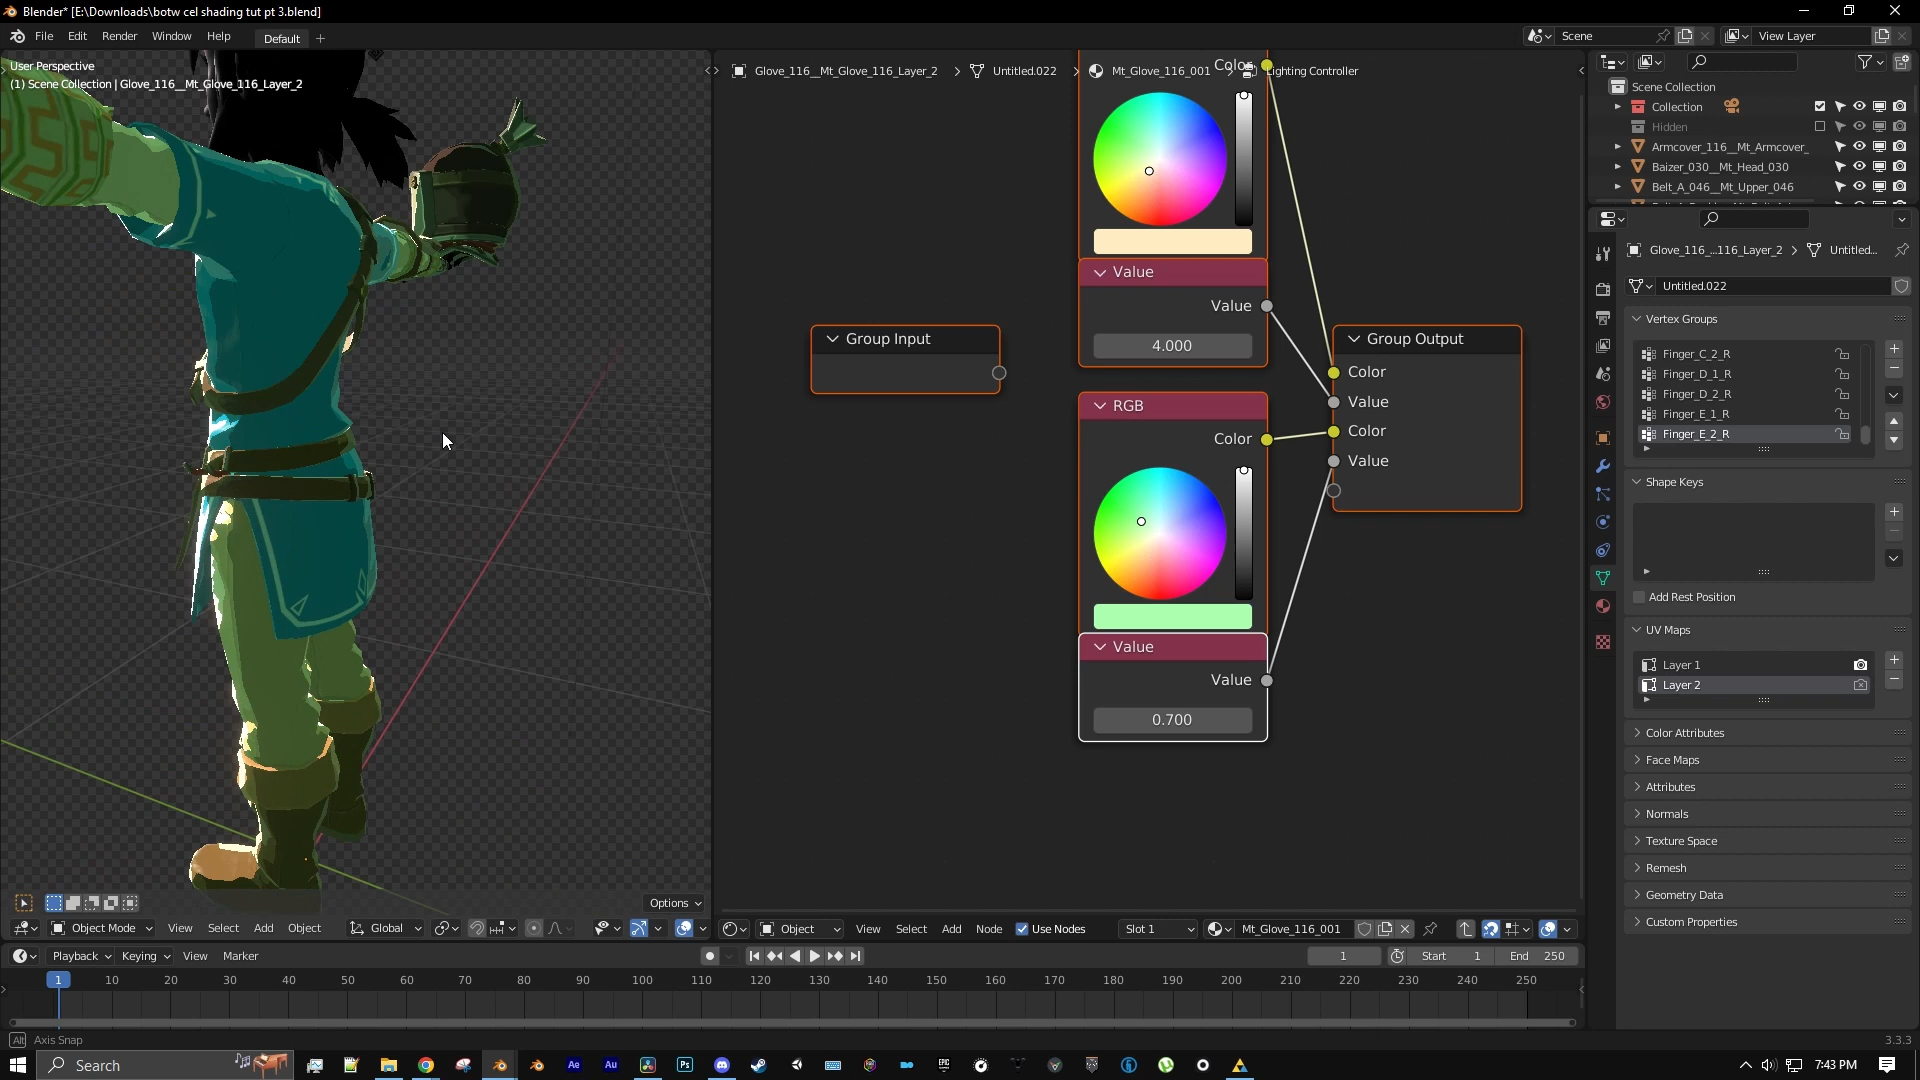 Blender* [E:\Downloads\botw cel shading tut pt 3.blend]
File Edit Render Window Help Default
Scene View Layer
User Perspective
(1) Scene Collection | Glove_116__Mt_Glove_116_Layer_2
Glove_116__Mt_Glove_116_Layer_2 Untitled.022 Mt_Glove_116_001 Lighting Controller
Color
Value
Value
4.000
Group Input
RGB
Color
Value
Value
0.700
Group Output
Color
Value
Color
Value
Scene Collection
Collection
Hidden
Armcover_116__Mt_Armcover_
Baizer_030__Mt_Head_030
Belt_A_046__Mt_Upper_046
Glove_116_...116_Layer_2 Untitled...
Untitled.022
Vertex Groups
Finger_C_2_R
Finger_D_1_R
Finger_D_2_R
Finger_E_1_R
Finger_E_2_R
Shape Keys
Add Rest Position
UV Maps
Layer 1
Layer 2
Color Attributes
Face Maps
Attributes
Normals
Texture Space
Remesh
Geometry Data
Custom Properties
Options
Object Mode View Select Add Object Global
Object View Select Add Node Use Nodes Slot 1 Mt_Glove_116_001
Playback Keying View Marker 1 Start 1 End 250
1 10 20 30 40 50 60 70 80 90 100 110 120 130 140 150 160 170 180 190 200 210 220 230 240 250
Alt Axis Snap
3.3.3
Search Ae Au Ps EPIC 7:43 PM